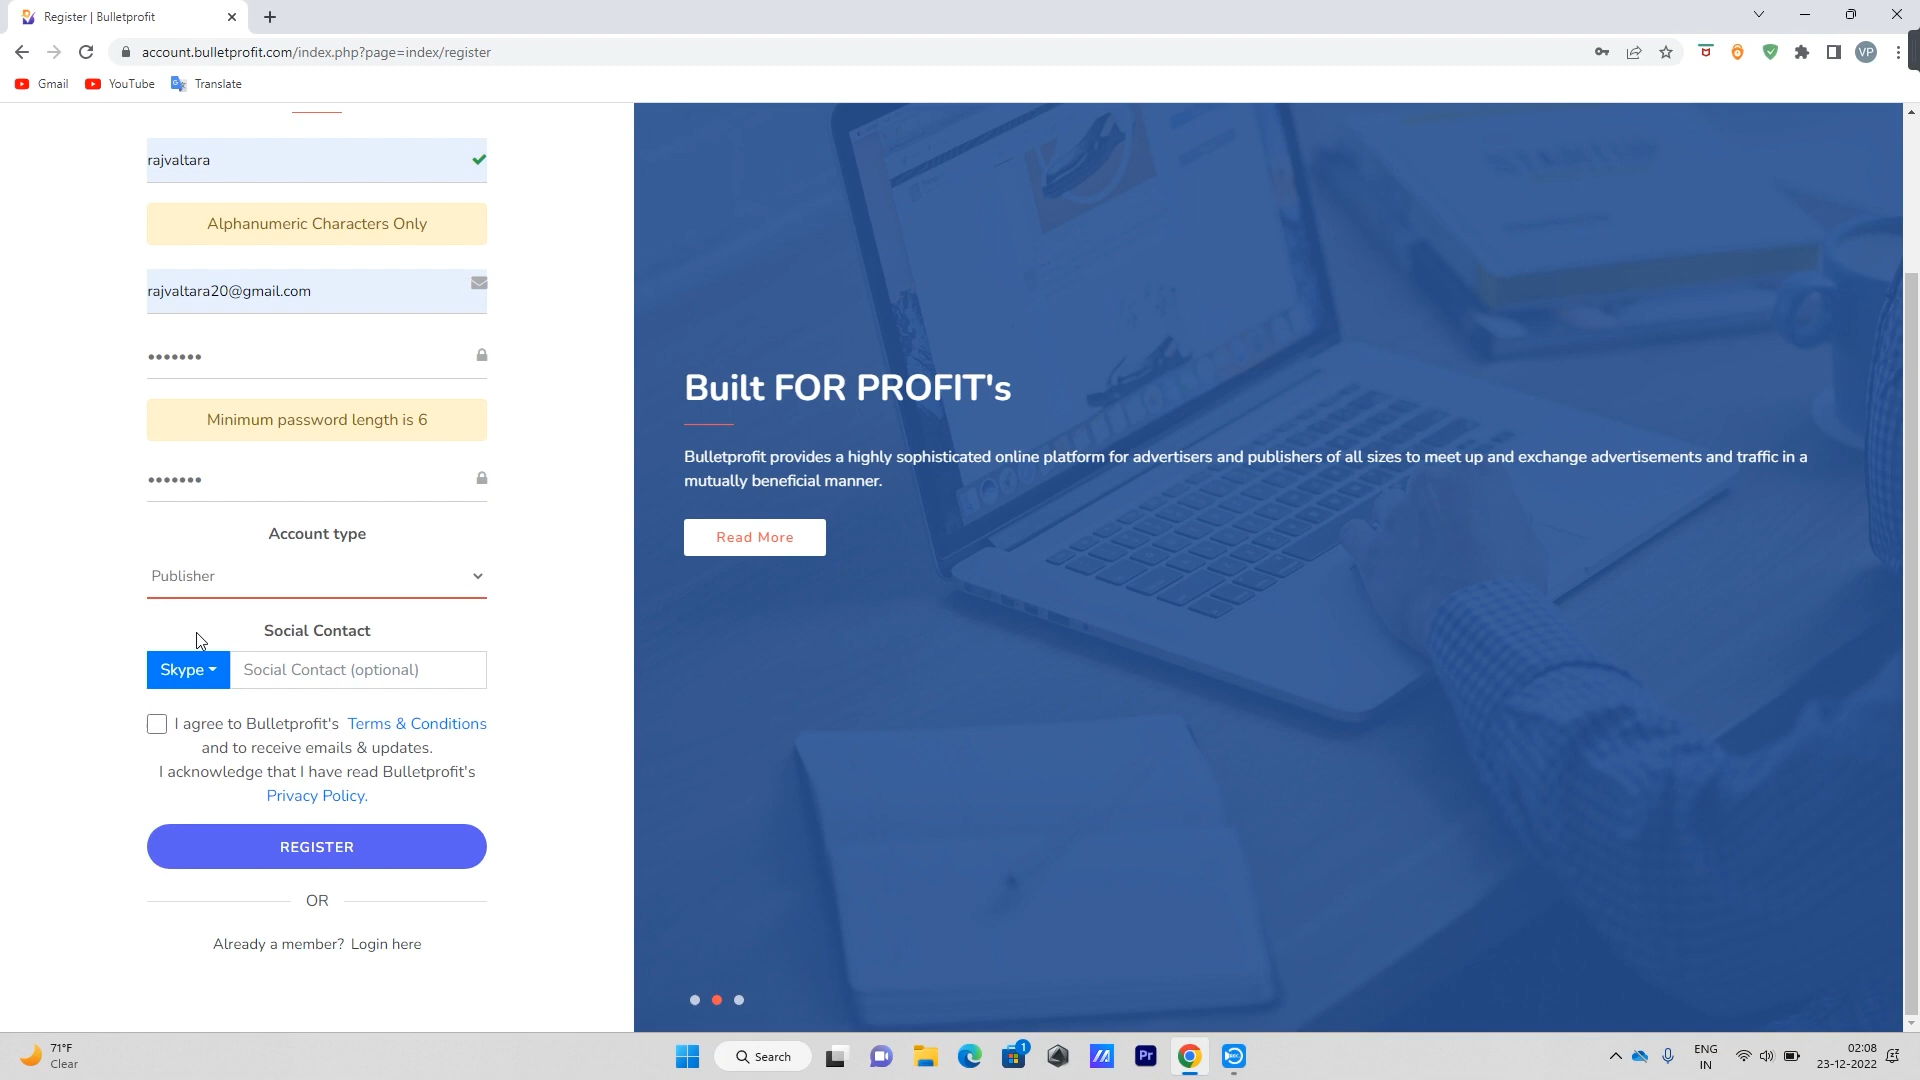 Register | Bulletprofit
account.bulletprofit.com/index.php?page=index/register
VP
Gmail
YouTube
Translate
rajvaltara
Alphanumeric Characters Only
rajvaltara20@gmail.com
•••••••
Minimum password length is 6
•••••••
Account type
Publisher
Social Contact
Skype
Social Contact (optional)
I agree to Bulletprofit's Terms & Conditions
and to receive emails & updates.
I acknowledge that I have read Bulletprofit's
Privacy Policy.
REGISTER
OR
Already a member? Login here
Built FOR PROFIT's
Bulletprofit provides a highly sophisticated online platform for advertisers and publishers of all sizes to meet up and exchange advertisements and traffic in a
mutually beneficial manner.
Read More
71°F
Clear
Search
1
Pr
ENG
IN
02:08
23-12-2022